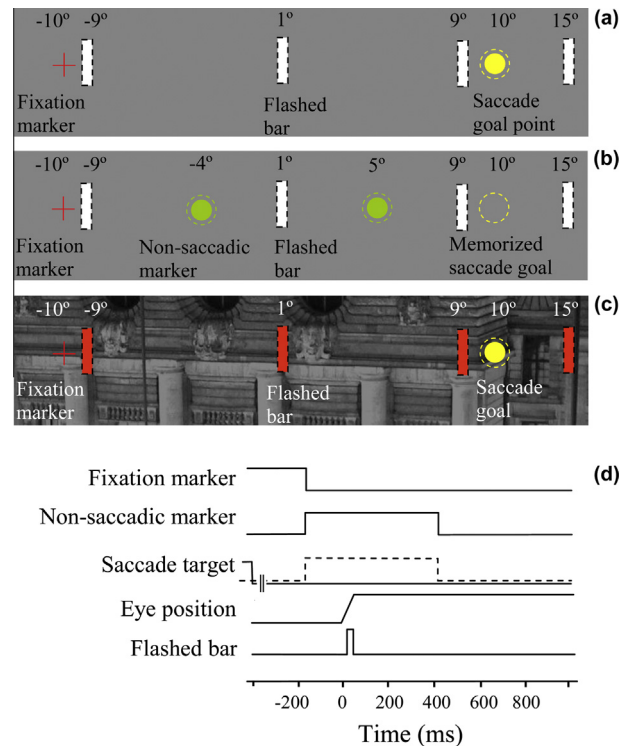 -10º -9º 1º 9º 10º 15º (a)
Fixation marker
Flashed bar
Saccade goal point
-10º -9º -4º 1º 5º 9º 10º 15º (b)
Fixation marker
Non-saccadic marker
Flashed bar
Memorized saccade goal
-10º -9º 1º 9º 10º 15º (c)
Fixation marker
Flashed bar
Saccade goal
(d)
Fixation marker
Non-saccadic marker
Saccade target
Eye position
Flashed bar
-200 0 200 400 600 800
Time (ms)